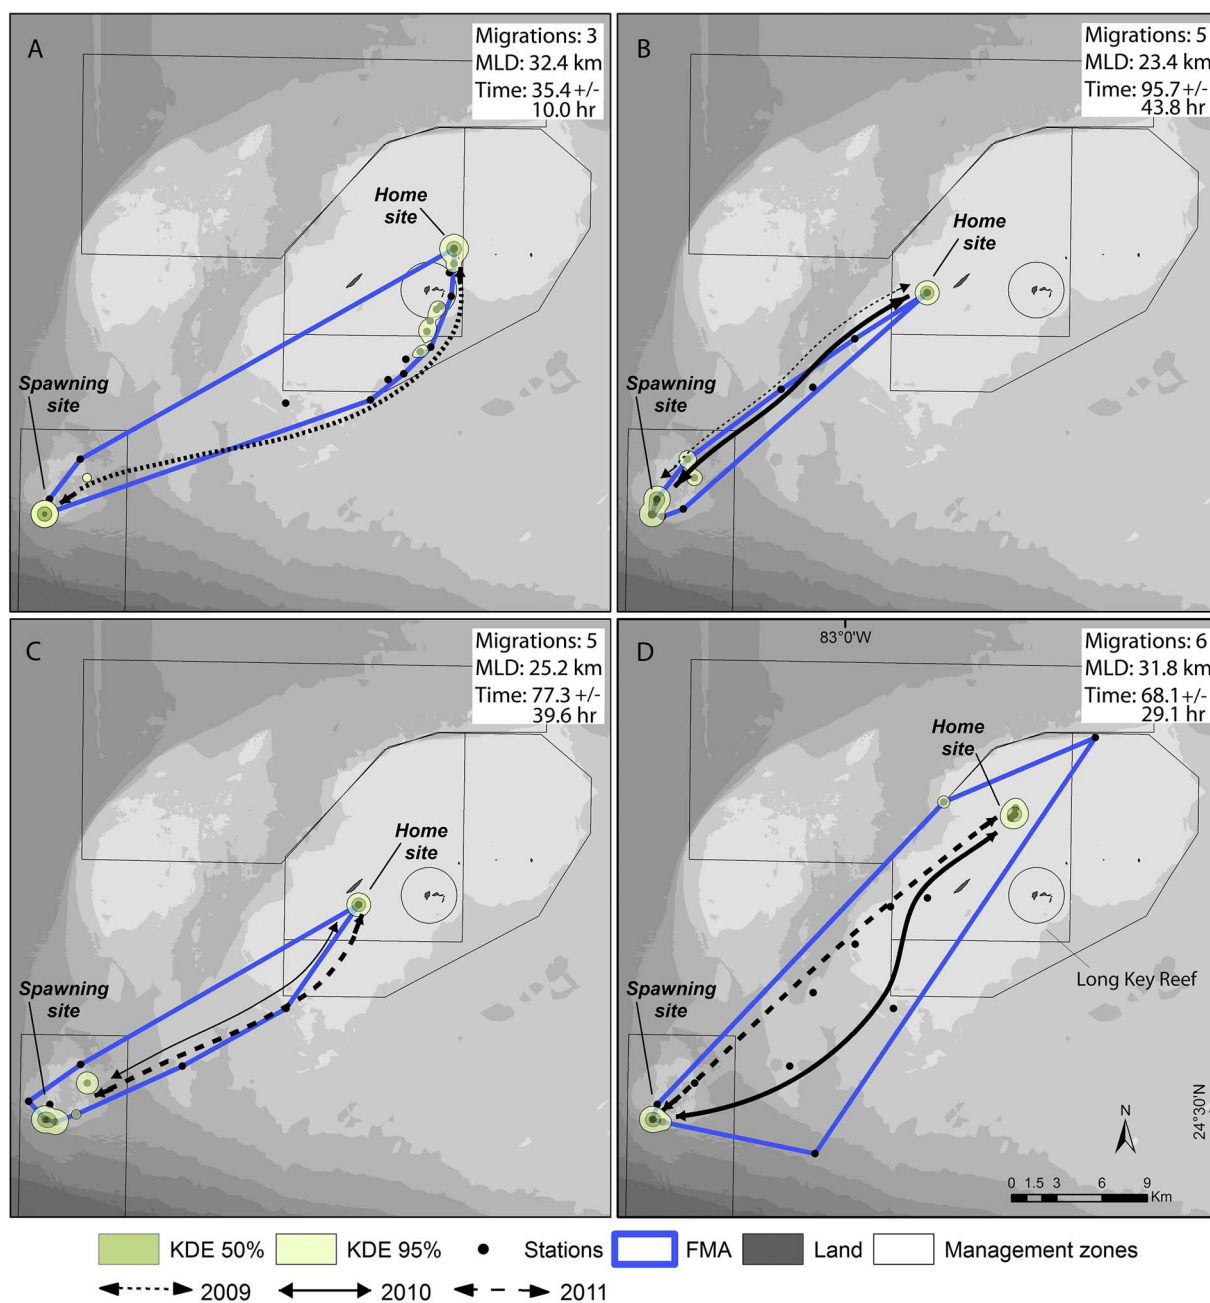 A
Migrations: 3
MLD: 32.4 km
Time: 35.4 +/-
10.0 hr
Home
site
Spawning
site
B
Migrations: 5
MLD: 23.4 km
Time: 95.7 +/-
43.8 hr
Home
site
Spawning
site
C
Migrations: 5
MLD: 25.2 km
Time: 77.3 +/-
39.6 hr
Home
site
Spawning
site
83°0'W
D
Migrations: 6
MLD: 31.8 km
Time: 68.1 +/-
29.1 hr
Home
site
Long Key Reef
Spawning
site
24°30'N
N
0 1.5 3 6 9
Km
KDE 50% KDE 95% Stations FMA Land Management zones
2009 2010 2011